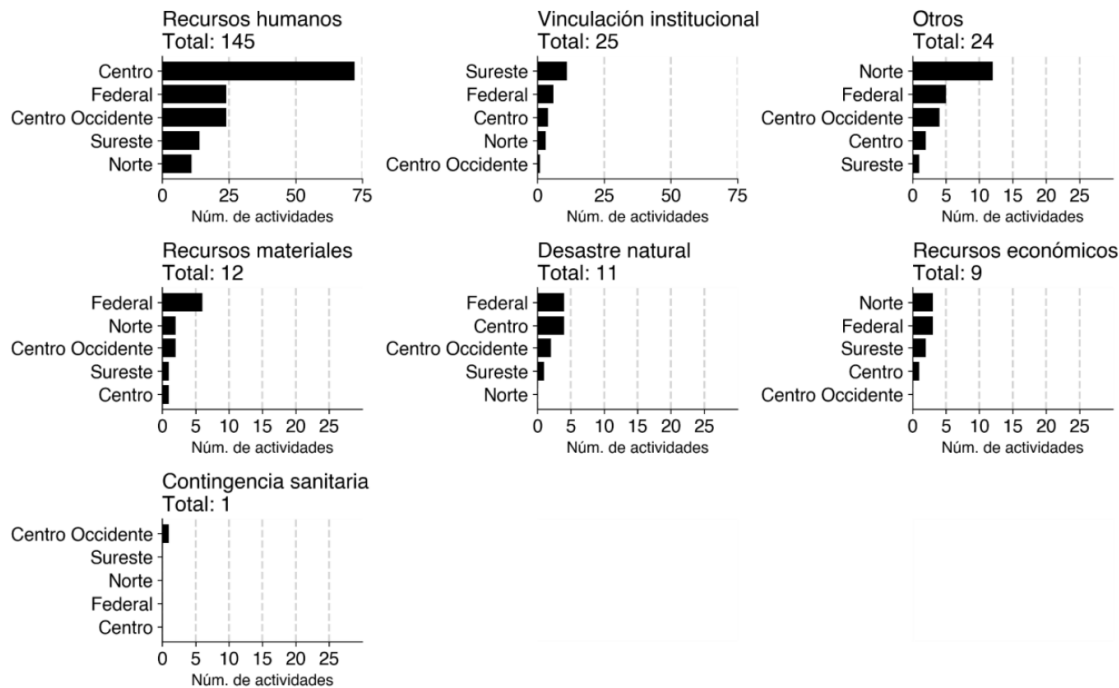 Recursos humanos
Total: 145
Centro
Federal
Centro Occidente
Sureste
Norte
0 25 50 75
Núm. de actividades
Vinculación institucional
Total: 25
Sureste
Federal
Centro
Norte
Centro Occidente
0 25 50 75
Núm. de actividades
Otros
Total: 24
Norte
Federal
Centro Occidente
Centro
Sureste
0 5 10 15 20 25
Núm. de actividades
Recursos materiales
Total: 12
Federal
Norte
Centro Occidente
Sureste
Centro
0 5 10 15 20 25
Núm. de actividades
Desastre natural
Total: 11
Federal
Centro
Centro Occidente
Sureste
Norte
0 5 10 15 20 25
Núm. de actividades
Recursos económicos
Total: 9
Norte
Federal
Sureste
Centro
Centro Occidente
0 5 10 15 20 25
Núm. de actividades
Contingencia sanitaria
Total: 1
Centro Occidente
Sureste
Norte
Federal
Centro
0 5 10 15 20 25
Núm. de actividades